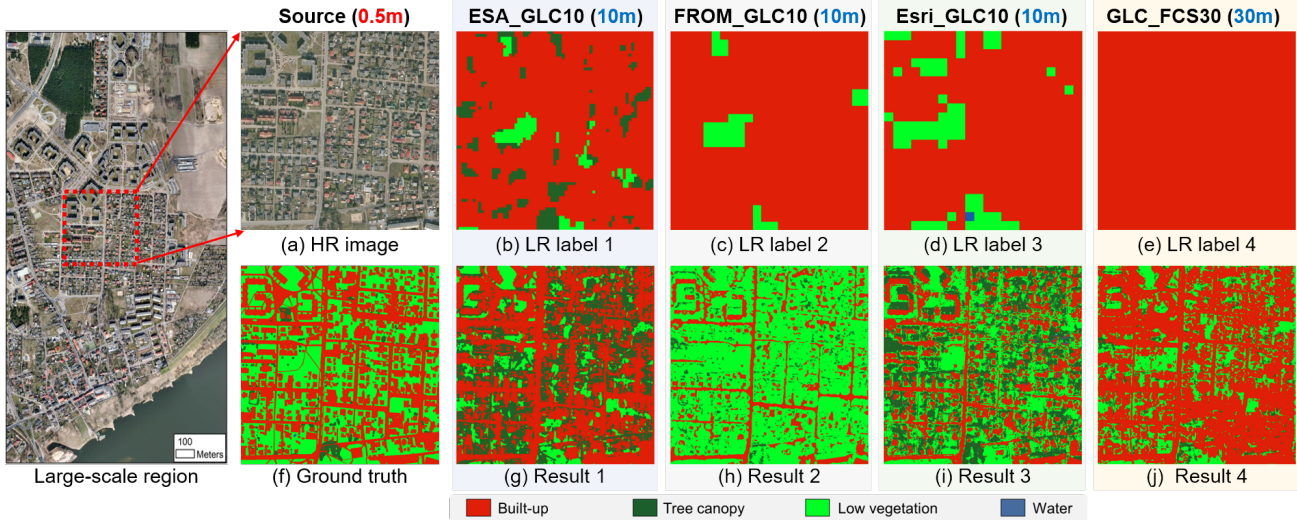 Source (0.5m)
ESA_GLC10 (10m)
FROM_GLC10 (10m)
Esri_GLC10 (10m)
GLC_FCS30 (30m)
(a) HR image
(b) LR label 1
(c) LR label 2
(d) LR label 3
(e) LR label 4
100
Meters
Large-scale region
(f) Ground truth
(g) Result 1
(h) Result 2
(i) Result 3
(j) Result 4
Built-up
Tree canopy
Low vegetation
Water